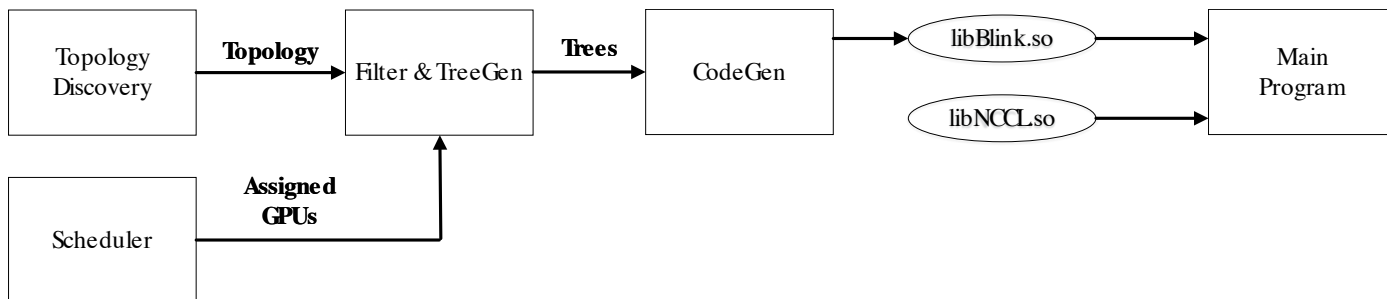 Topology
Discovery
Topology
Filter & TreeGen
Trees
CodeGen
libBlink.so
Main
Program
libNCCL.so
Assigned
GPUs
Scheduler